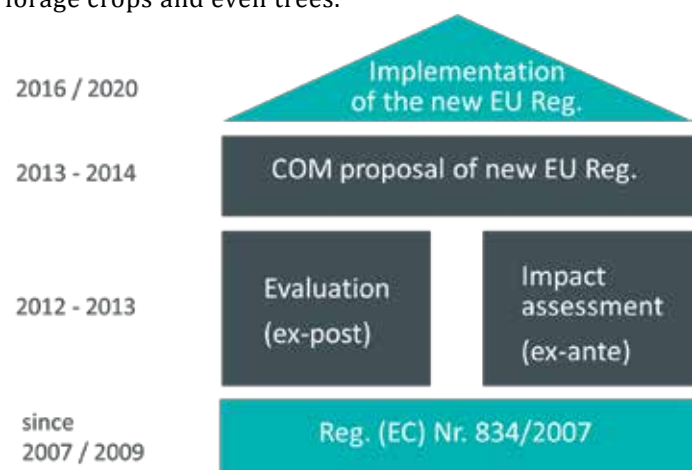 forage crops and even trees.
2016 / 2020
Implementation
of the new EU Reg.
2013 - 2014
COM proposal of new EU Reg.
2012 - 2013
Evaluation
(ex-post)
Impact
assessment
(ex-ante)
since
2007 / 2009
Reg. (EC) Nr. 834/2007